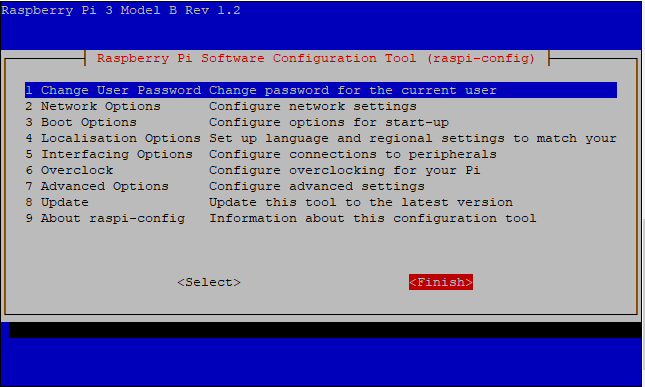 Raspberry Pi 3 Model B Rev 1.2
Raspberry Pi Software Configuration Tool (raspi-config)
1 Change User Password Change password for the current user
2 Network Options Configure network settings
3 Boot Options Configure options for start-up
4 Localisation Options Set up language and regional settings to match your
5 Interfacing Options Configure connections to peripherals
6 Overclock Configure overclocking for your Pi
7 Advanced Options Configure advanced settings
8 Update Update this tool to the latest version
9 About raspi-config Information about this configuration tool
<Select> <Finish>